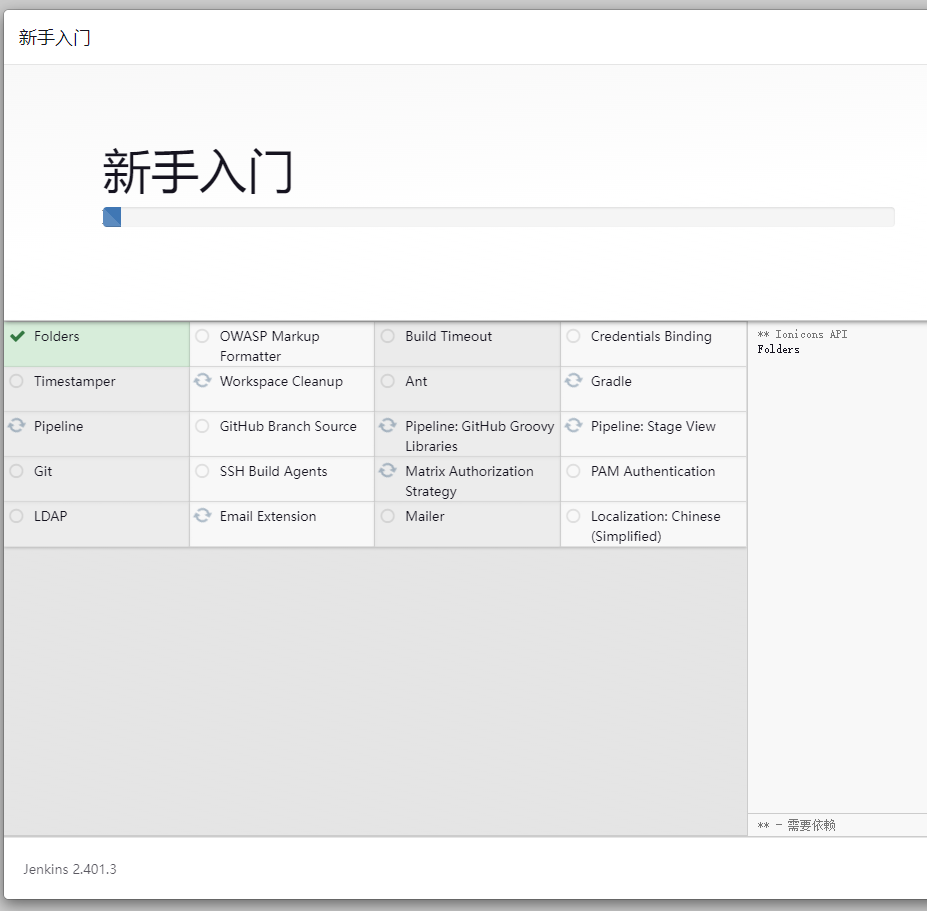 新手入门
新手入门
Folders
OWASP Markup
Formatter
Build Timeout
Credentials Binding
** Ionicons API
Folders
Timestamper
Workspace Cleanup
Ant
Gradle
Pipeline
GitHub Branch Source
Pipeline: GitHub Groovy
Libraries
Pipeline: Stage View
Git
SSH Build Agents
Matrix Authorization
Strategy
PAM Authentication
LDAP
Email Extension
Mailer
Localization: Chinese
(Simplified)
** - 需要依赖
Jenkins 2.401.3